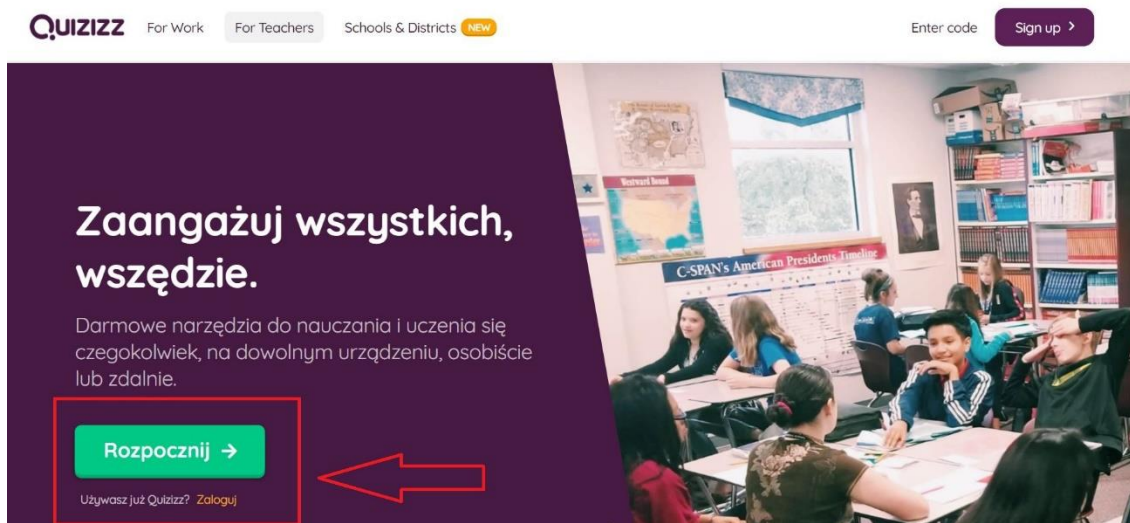 QUIZIZZ For Work For Teachers Schools & Districts NEW Enter code Sign up >
Zaangażuj wszystkich,
wszędzie.
Darmowe narzędzia do nauczania i uczenia się
czegokolwiek, na dowolnym urządzeniu, osobiście
lub zdalnie.
Rozpocznij →
Używasz już Quizizz? Zaloguj
Westward Bound
C-SPAN's American Presidents Timeline